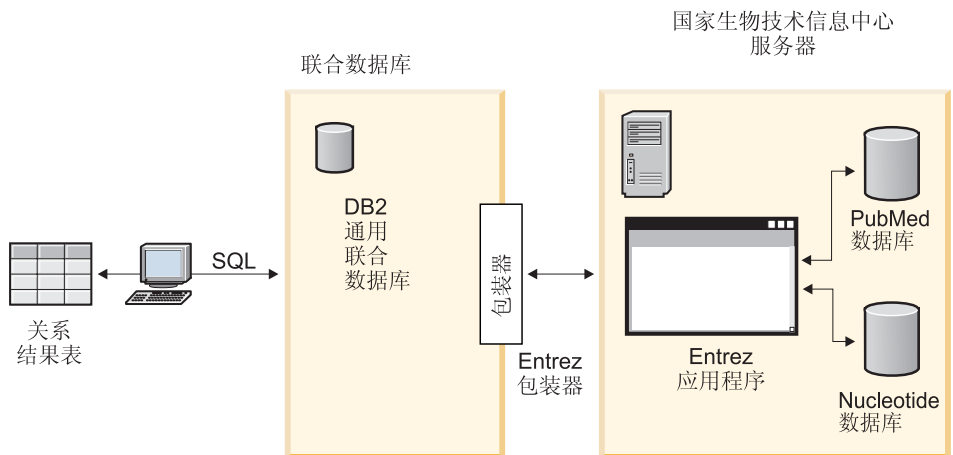 国家生物技术信息中心
服务器
联合数据库
DB2
通用
联合
数据库
SQL
包装器
Entrez
包装器
关系
结果表
Entrez
应用程序
PubMed
数据库
Nucleotide
数据库